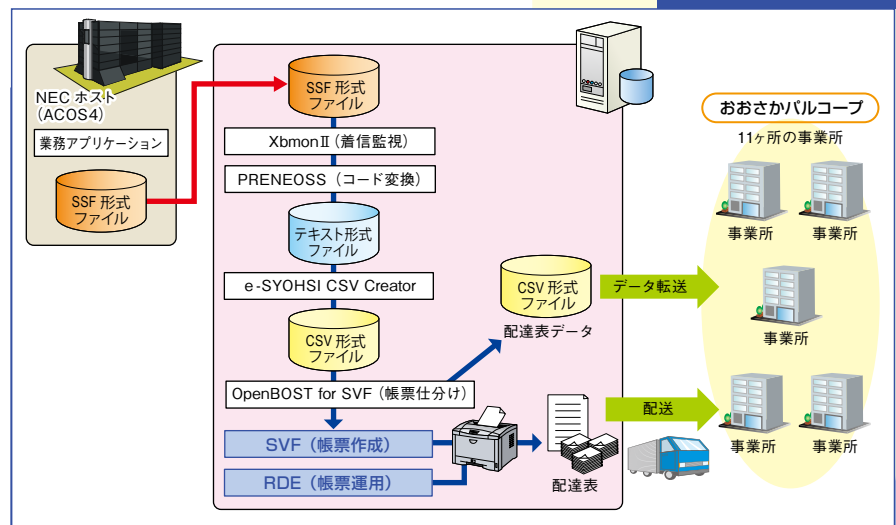 NEC ホスト
(ACOS4)
業務アプリケーション
SSF 形式
ファイル
SSF 形式
ファイル
XbmonⅡ（着信監視）
PRENEOSS（コード変換）
テキスト形式
ファイル
e-SYOHSI CSV Creator
CSV 形式
ファイル
OpenBOST for SVF（帳票仕分け）
SVF（帳票作成）
RDE（帳票運用）
CSV 形式
ファイル
配達表データ
配達表
データ転送
配送
おおさかパルコープ
11ヶ所の事業所
事業所
事業所
事業所
事業所
事業所